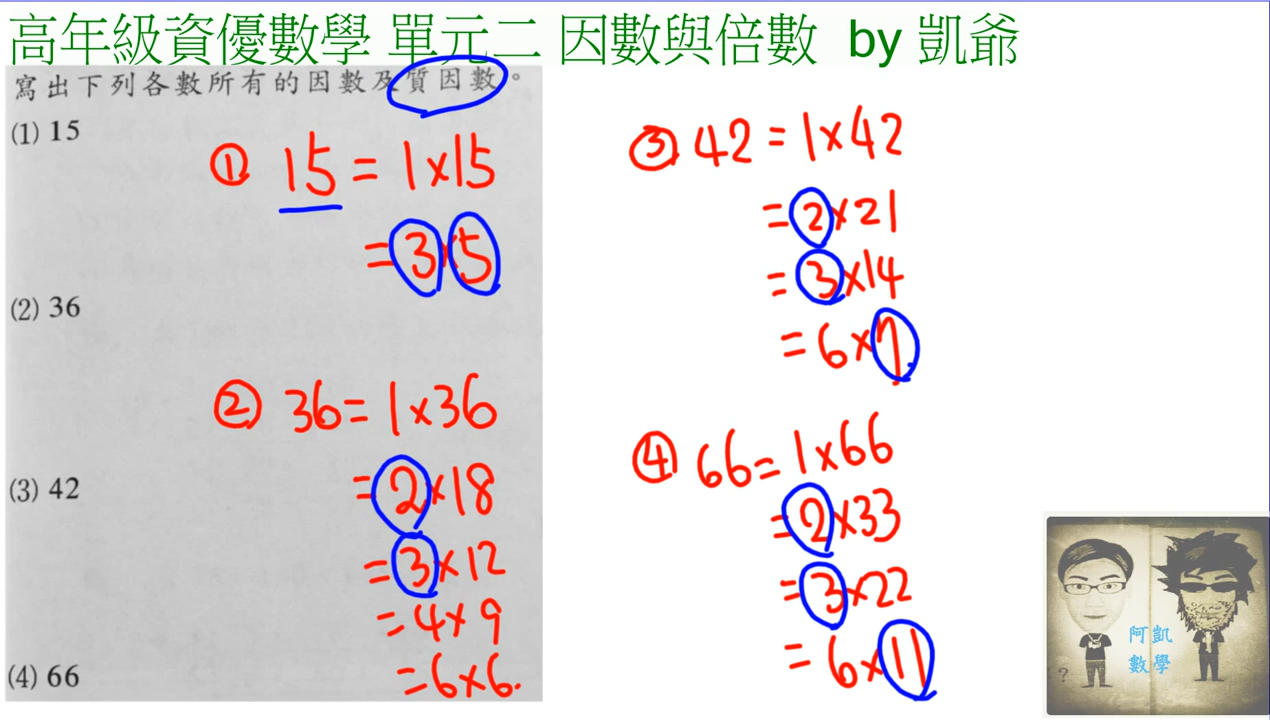 高年級資優數學 單元二 因數與倍數 by 凱爺
寫出下列各數所有的因數及質因數。
(1) 15
① 15 = 1×15
= 3×5
(2) 36
② 36 = 1×36
= 2×18
= 3×12
= 4×9
= 6×6.
(3) 42
(4) 66
③ 42 = 1×42
= 2×21
= 3×14
= 6×7
④ 66 = 1×66
= 2×33
= 3×22
= 6×11
阿凱
數學
?